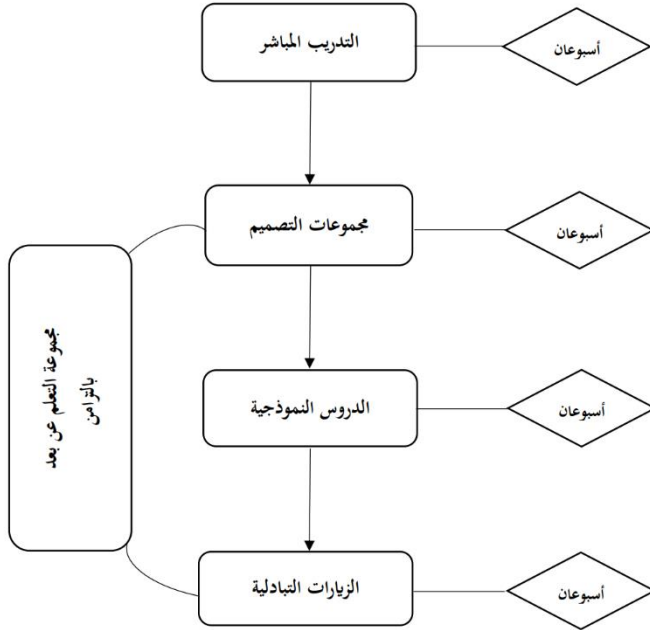 التدريب المباشر
أسبوعان
مجموعات التصميم
أسبوعان
مجموعة التعلم عن بعد
بالتزامن
الدروس النموذجية
أسبوعان
الزيارات التبادلية
أسبوعان